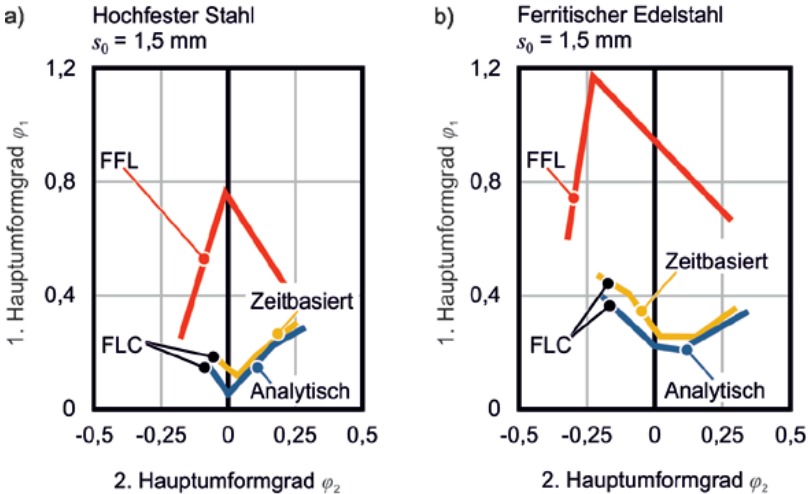 a)
Hochfester Stahl
s₀ = 1,5 mm
1. Hauptumformgrad φ₁
1,2
0,8
0,4
0
FFL
Zeitbasiert
FLC
Analytisch
-0,5 -0,25 0 0,25 0,5
2. Hauptumformgrad φ₂
b)
Ferritischer Edelstahl
s₀ = 1,5 mm
1. Hauptumformgrad φ₁
1,2
0,8
0,4
0
FFL
Zeitbasiert
FLC
Analytisch
-0,5 -0,25 0 0,25 0,5
2. Hauptumformgrad φ₂